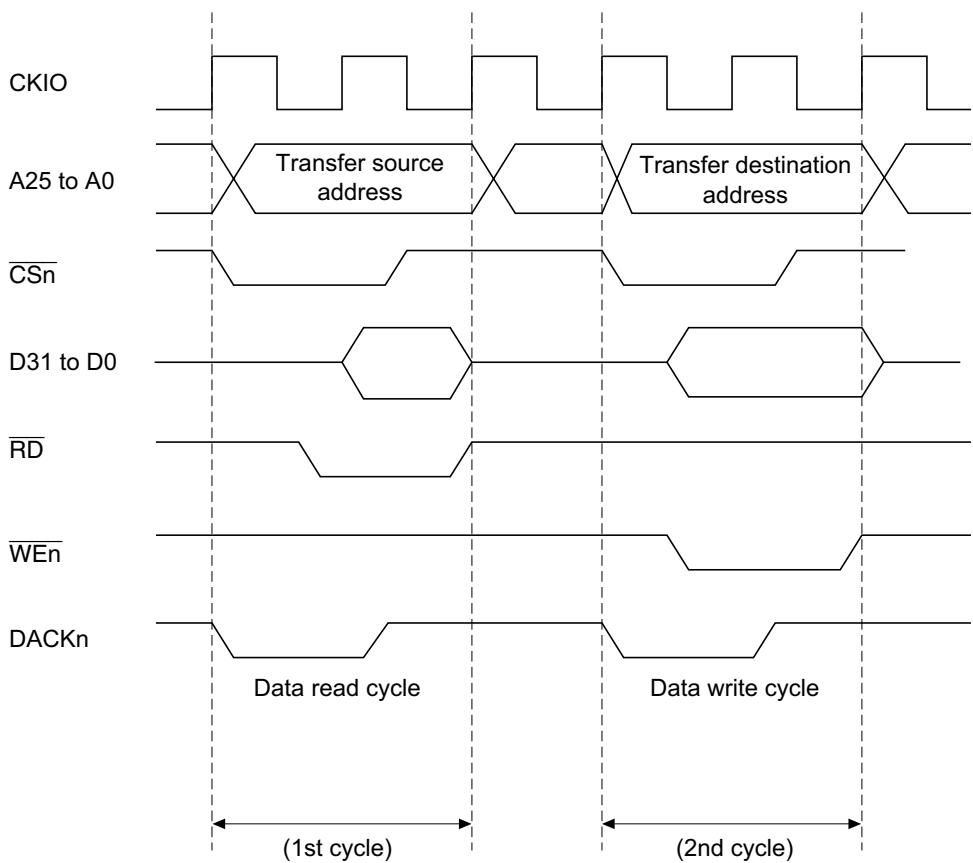 CKIO
A25 to A0
Transfer source
address
Transfer destination
address
CSn
D31 to D0
RD
WEn
DACKn
Data read cycle
Data write cycle
(1st cycle)
(2nd cycle)